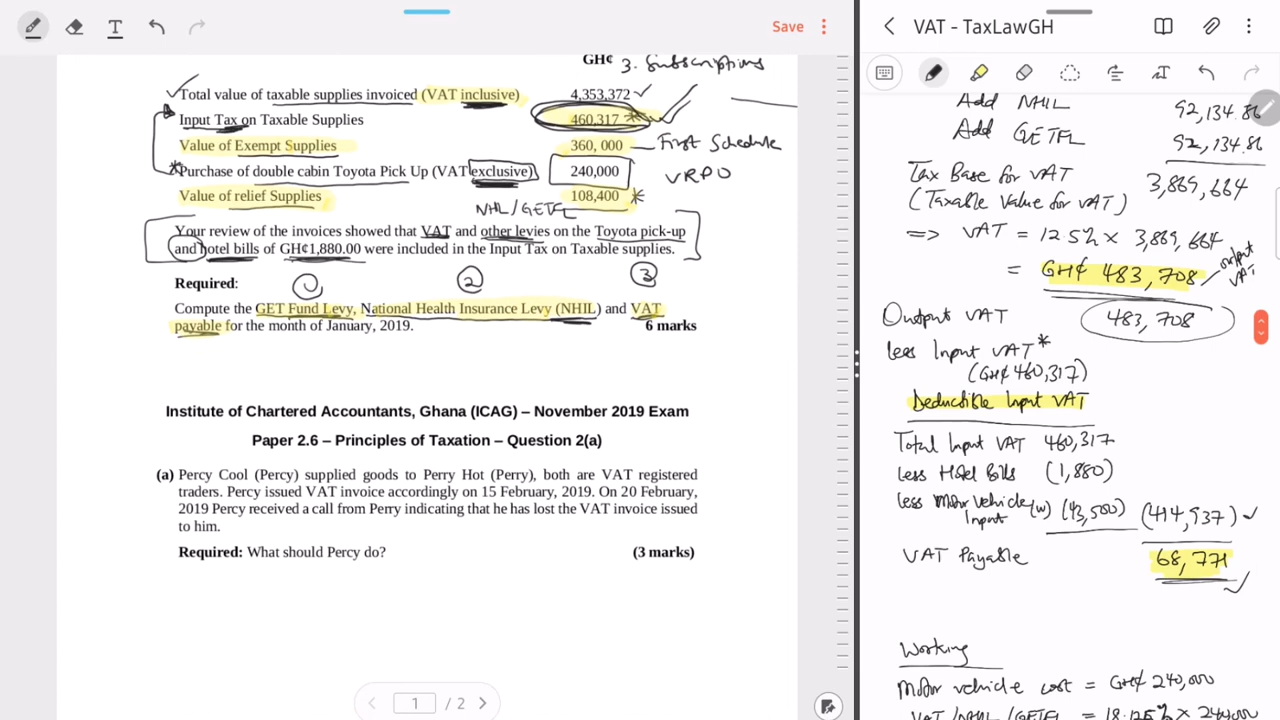 Save
VAT - TaxLawGH
GH¢ 3. Subscriptions
Total value of taxable supplies invoiced (VAT inclusive) 4,353,372
Input Tax on Taxable Supplies 460,317 *
Value of Exempt Supplies 360, 000 — First Schedule
*Purchase of double cabin Toyota Pick Up (VAT exclusive) 240,000 VRPO
Value of relief Supplies 108,400 *
NHL/GETFL
Your review of the invoices showed that VAT and other levies on the Toyota pick-up
and hotel bills of GH¢1,880.00 were included in the Input Tax on Taxable supplies.
Required: 1 2 3
Compute the GET Fund Levy, National Health Insurance Levy (NHIL) and VAT
payable for the month of January, 2019. 6 marks
Institute of Chartered Accountants, Ghana (ICAG) – November 2019 Exam
Paper 2.6 – Principles of Taxation – Question 2(a)
(a) Percy Cool (Percy) supplied goods to Perry Hot (Perry), both are VAT registered
traders. Percy issued VAT invoice accordingly on 15 February, 2019. On 20 February,
2019 Percy received a call from Perry indicating that he has lost the VAT invoice issued
to him.
Required: What should Percy do? (3 marks)
1 / 2
Add NHIL 92,134.86
Add GETFL 92,134.86
Tax Base for VAT 3,869,664
(Taxable Value for VAT)
=> VAT = 12.5% × 3,869,664
= GH¢ 483,708 output VAT
Output VAT 483,708
less Input VAT*
(GH¢ 460,317)
Deductible Input VAT
Total Input VAT 460,317
Less Hotel Bills (1,880)
less Motor Vehicle (w) (43,500) (414,937)
Input
VAT Payable 68,771
Working
Motor vehicle cost = GH¢ 240,000
VAT/NHL/GETFL = 18.125% × 240,000